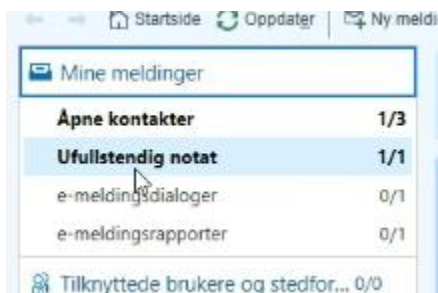 Startside Oppdater Ny meldi
Mine meldinger
Åpne kontakter 1/3
Ufullstendig notat 1/1
e-meldingsdialoger 0/1
e-meldingsrapporter 0/1
Tilknyttede brukere og stedfor... 0/0